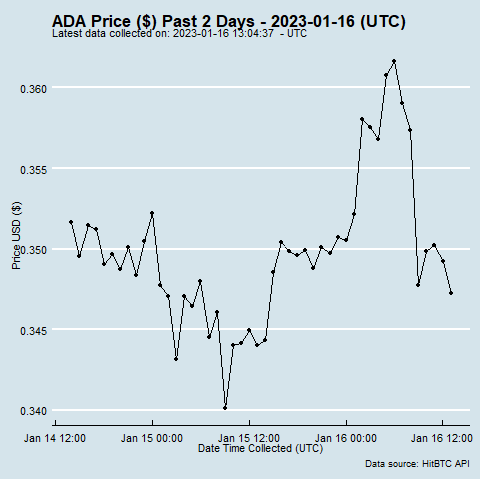 ADA Price ($) Past 2 Days - 2023-01-16 (UTC)
Latest data collected on: 2023-01-16 13:04:37  - UTC
0.360
0.355
0.350
0.345
0.340
Price USD ($)
Jan 14 12:00
Jan 15 00:00
Jan 15 12:00
Jan 16 00:00
Jan 16 12:00
Date Time Collected (UTC)
Data source: HitBTC API